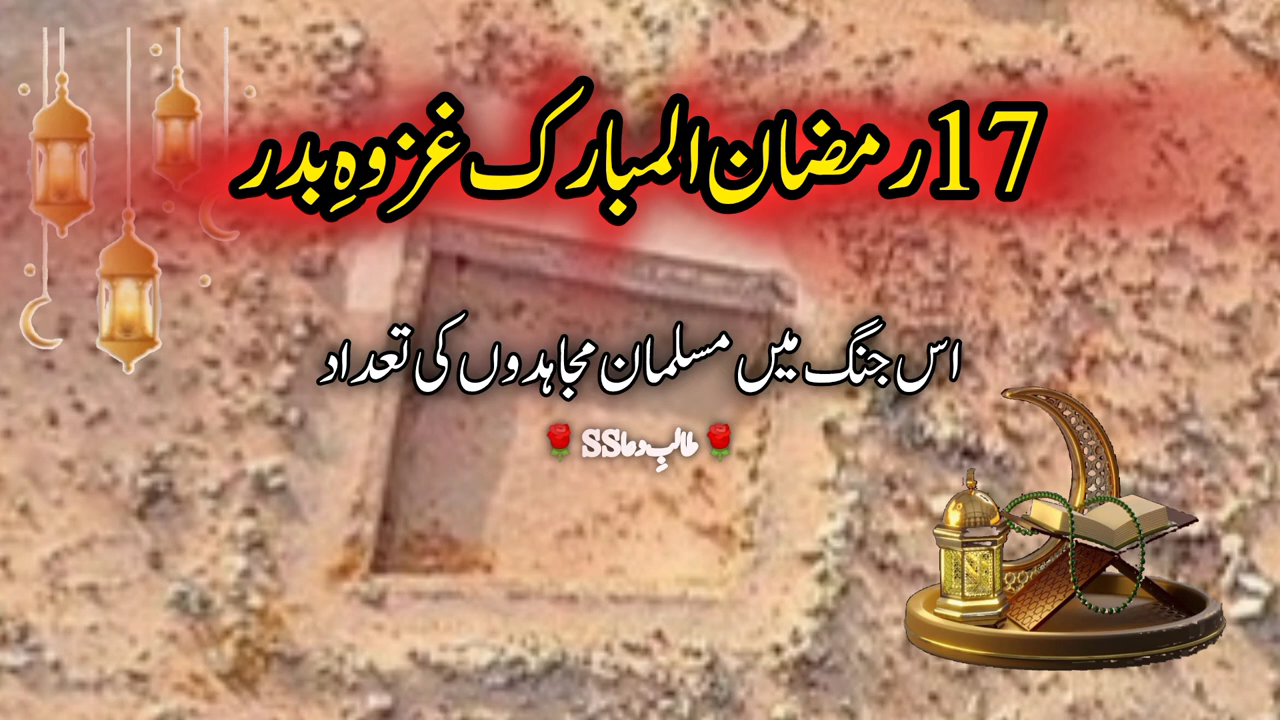 17 رمضان المبارک غزوہِ بدر
اس جنگ میں مسلمان مجاہدوں کی تعداد
🌹 طالبِ دعا SS 🌹